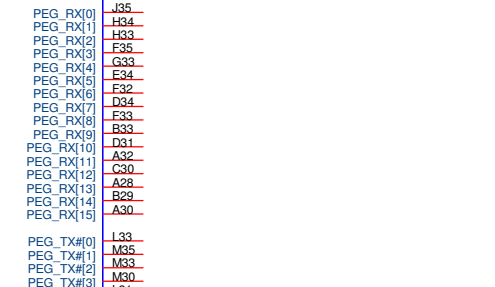 PEG_RX[0] J35
PEG_RX[1] H34
PEG_RX[2] H33
PEG_RX[3] F35
PEG_RX[4] G33
PEG_RX[5] E34
PEG_RX[6] F32
PEG_RX[7] D34
PEG_RX[8] F33
PEG_RX[9] B33
PEG_RX[10] D31
PEG_RX[11] A32
PEG_RX[12] C30
PEG_RX[13] A28
PEG_RX[14] B29
PEG_RX[15] A30
PEG_TX#[0] L33
PEG_TX#[1] M35
PEG_TX#[2] M33
PEG_TX#[3] M30